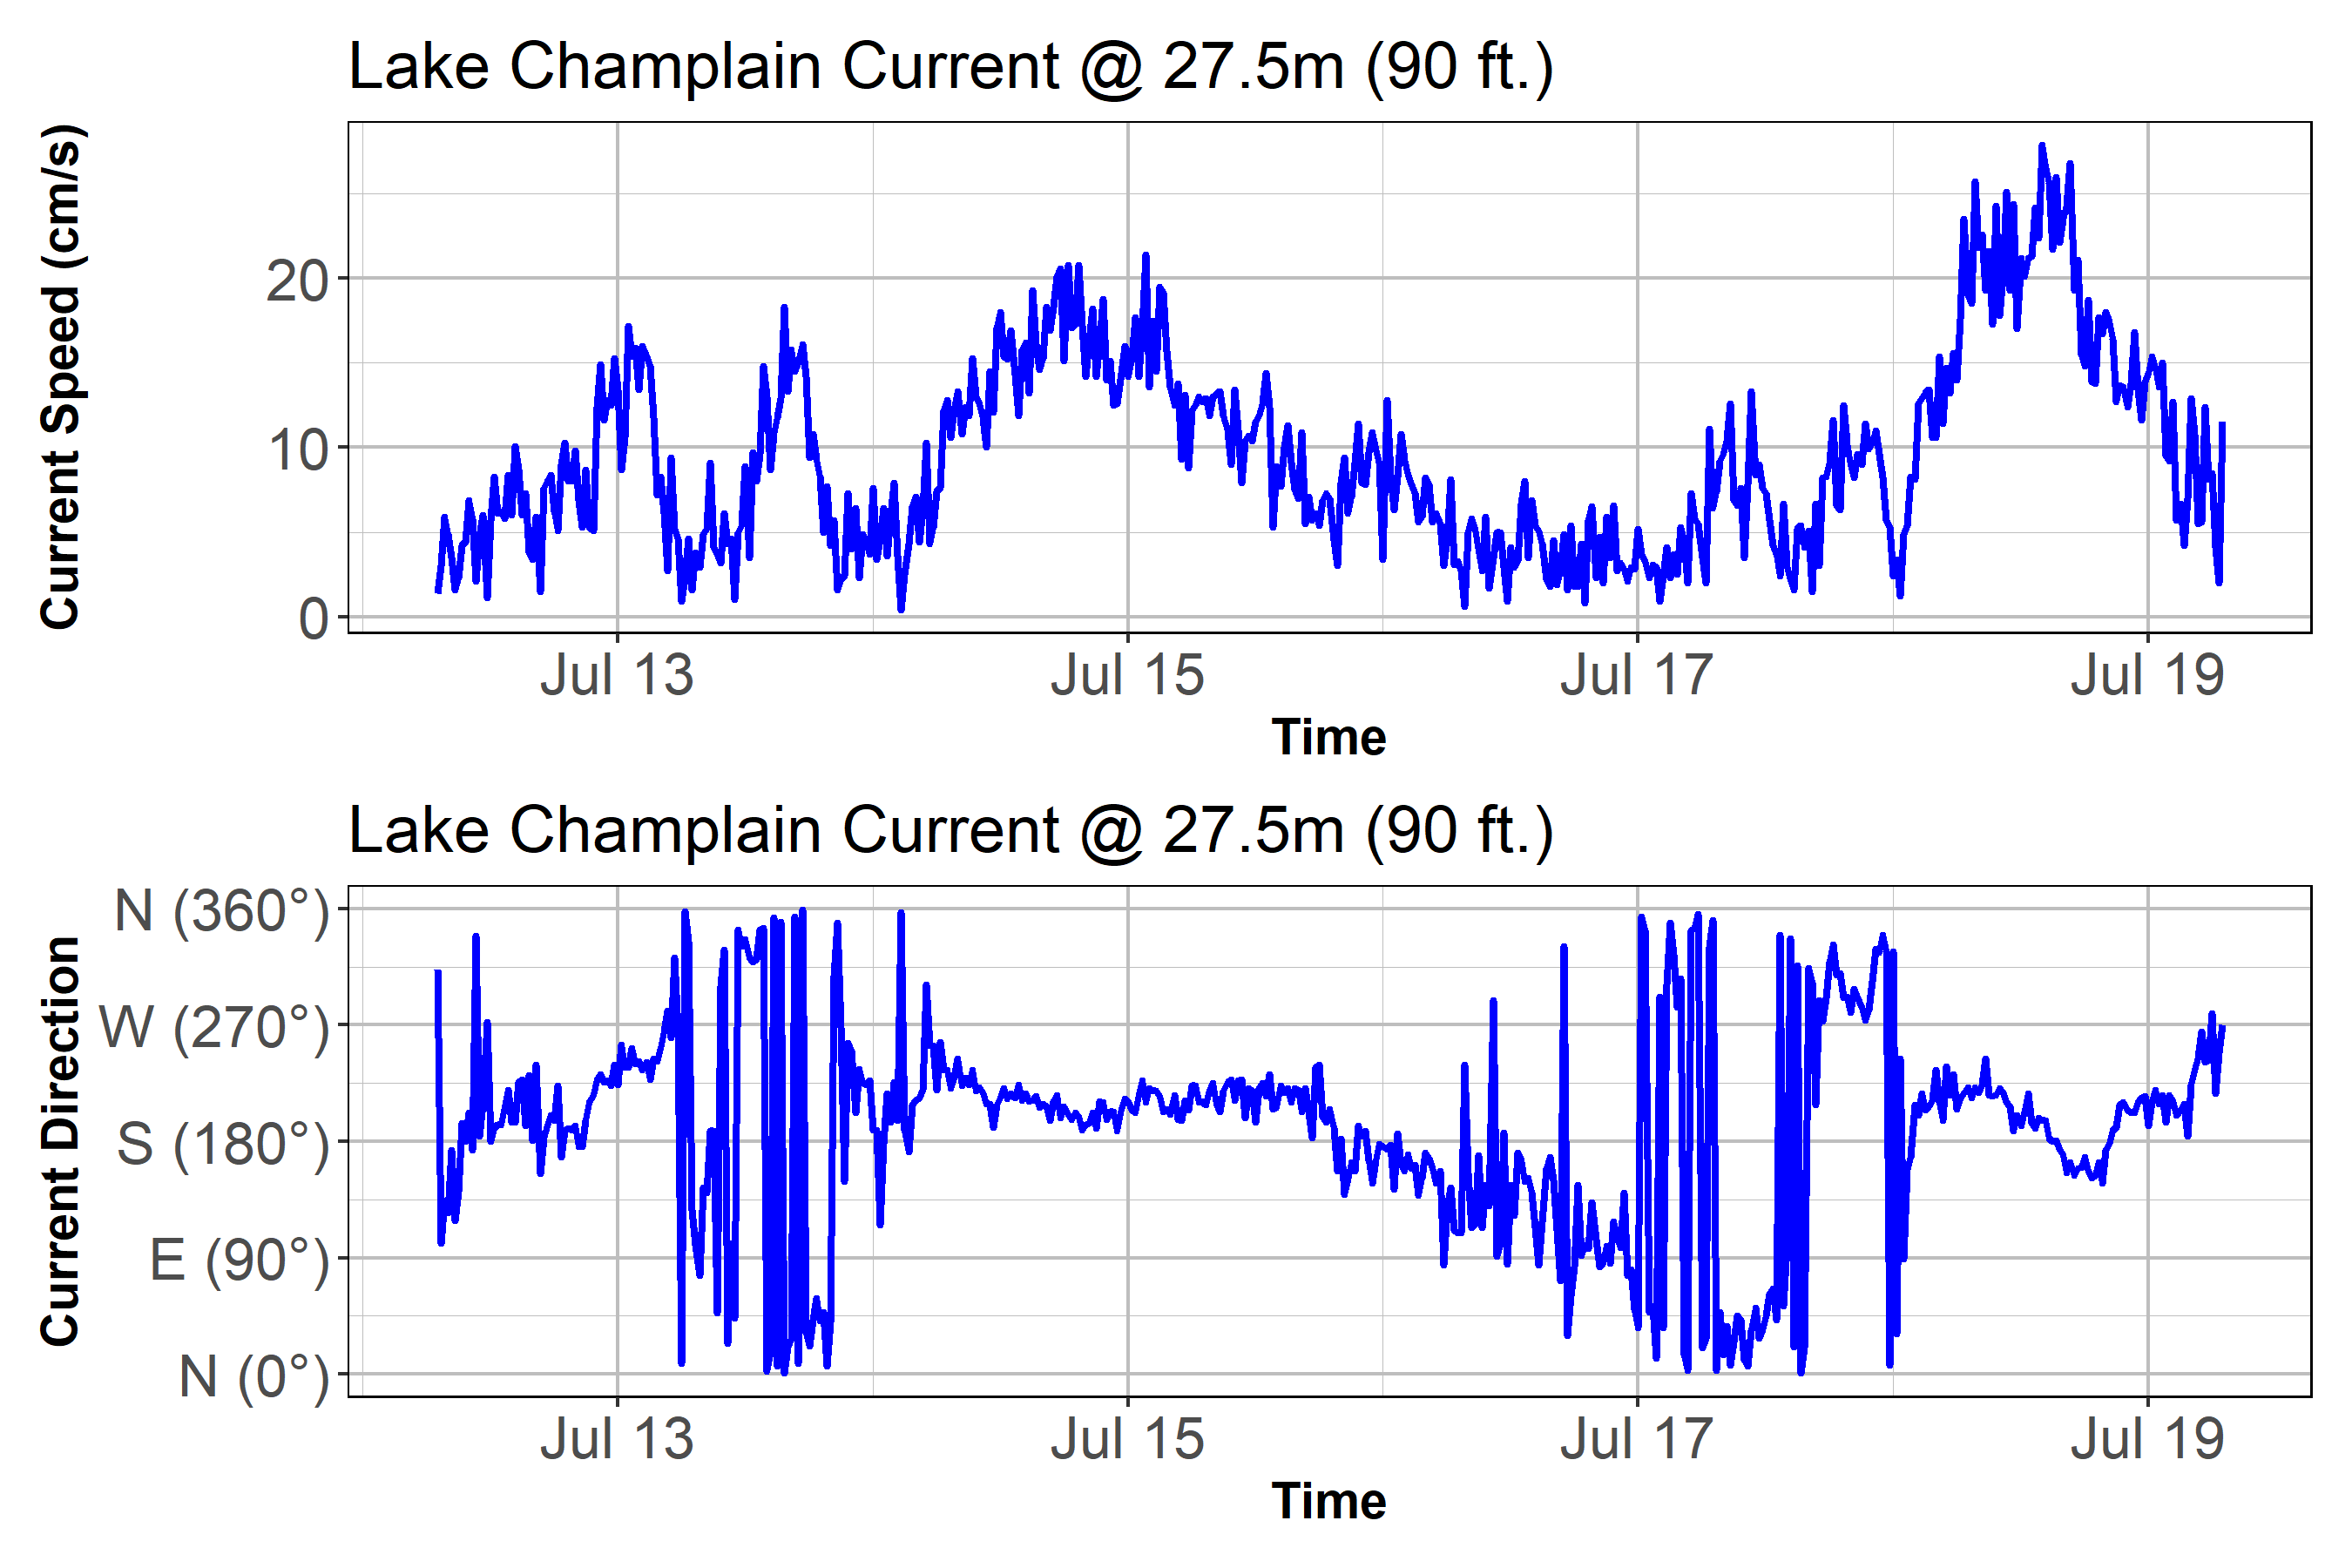 Lake Champlain Current @ 27.5m (90 ft.)
Current Speed (cm/s)
20
10
0
Jul 13 Jul 15 Jul 17 Jul 19
Time
Lake Champlain Current @ 27.5m (90 ft.)
Current Direction
N (360°)
W (270°)
S (180°)
E (90°)
N (0°)
Jul 13 Jul 15 Jul 17 Jul 19
Time